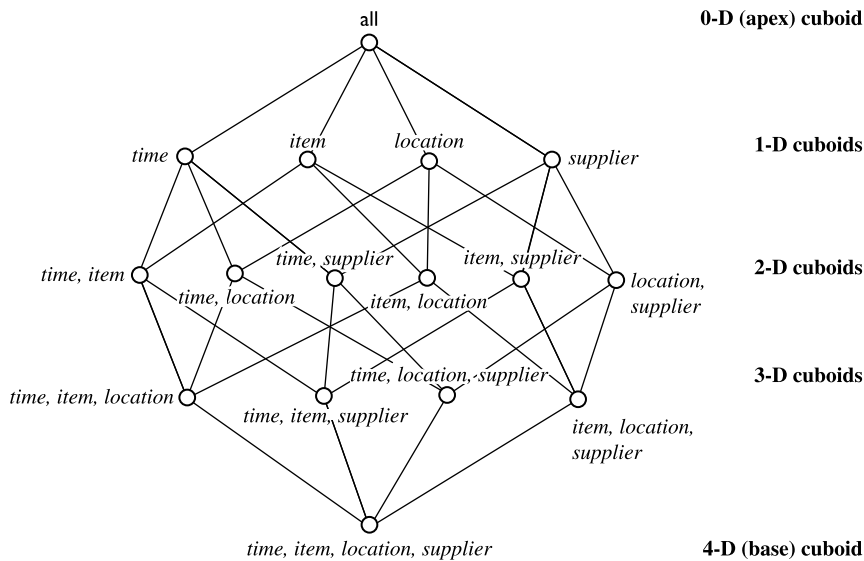 all
0-D (apex) cuboid
time
item
location
supplier
1-D cuboids
time, item
time, location
time, supplier
item, location
item, supplier
location,
supplier
2-D cuboids
time, item, location
time, item, supplier
time, location, supplier
item, location,
supplier
3-D cuboids
time, item, location, supplier
4-D (base) cuboid